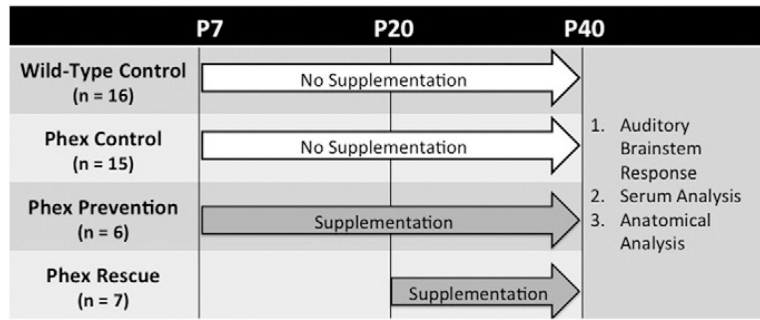 P7 P20 P40
Wild-Type Control
(n = 16)
No Supplementation
Phex Control
(n = 15)
No Supplementation
Phex Prevention
(n = 6)
Supplementation
Phex Rescue
(n = 7)
Supplementation
1. Auditory
Brainstem
Response
2. Serum Analysis
3. Anatomical
Analysis